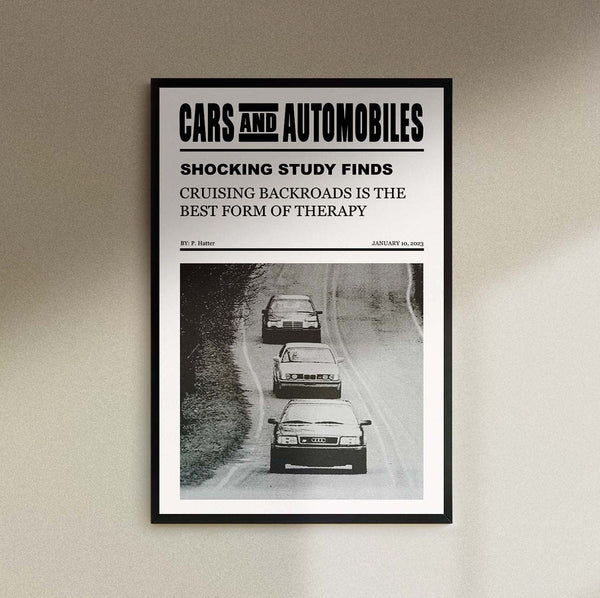 CARS AND AUTOMOBILES
SHOCKING STUDY FINDS
CRUISING BACKROADS IS THE
BEST FORM OF THERAPY
BY: P. Hatter JANUARY 10, 2023